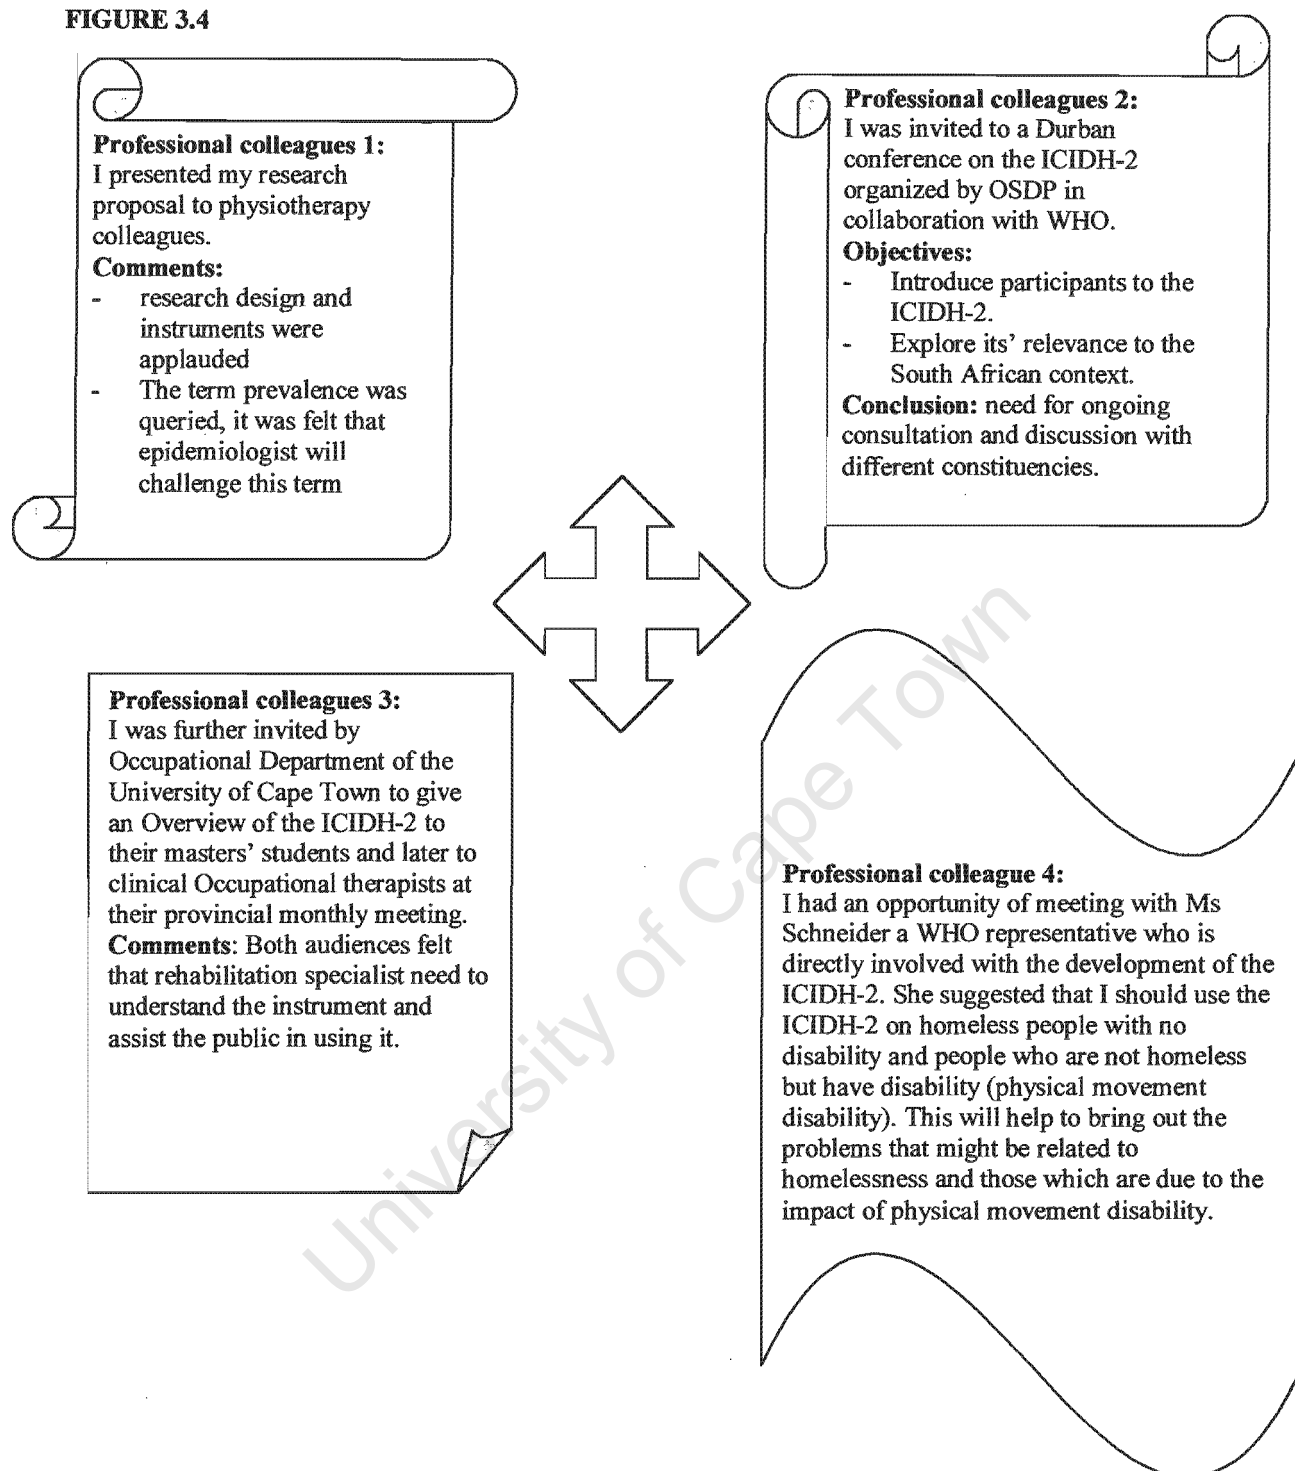 FIGURE 3.4
Professional colleagues 1:
I presented my research
proposal to physiotherapy
colleagues.
Comments:
- research design and
instruments were
applauded
- The term prevalence was
queried, it was felt that
epidemiologist will
challenge this term
Professional colleagues 2:
I was invited to a Durban
conference on the ICIDH-2
organized by OSDP in
collaboration with WHO.
Objectives:
- Introduce participants to the
ICIDH-2.
- Explore its' relevance to the
South African context.
Conclusion: need for ongoing
consultation and discussion with
different constituencies.
Professional colleagues 3:
I was further invited by
Occupational Department of the
University of Cape Town to give
an Overview of the ICIDH-2 to
their masters' students and later to
clinical Occupational therapists at
their provincial monthly meeting.
Comments: Both audiences felt
that rehabilitation specialist need to
understand the instrument and
assist the public in using it.
Professional colleague 4:
I had an opportunity of meeting with Ms
Schneider a WHO representative who is
directly involved with the development of the
ICIDH-2. She suggested that I should use the
ICIDH-2 on homeless people with no
disability and people who are not homeless
but have disability (physical movement
disability). This will help to bring out the
problems that might be related to
homelessness and those which are due to the
impact of physical movement disability.
University of Cape Town